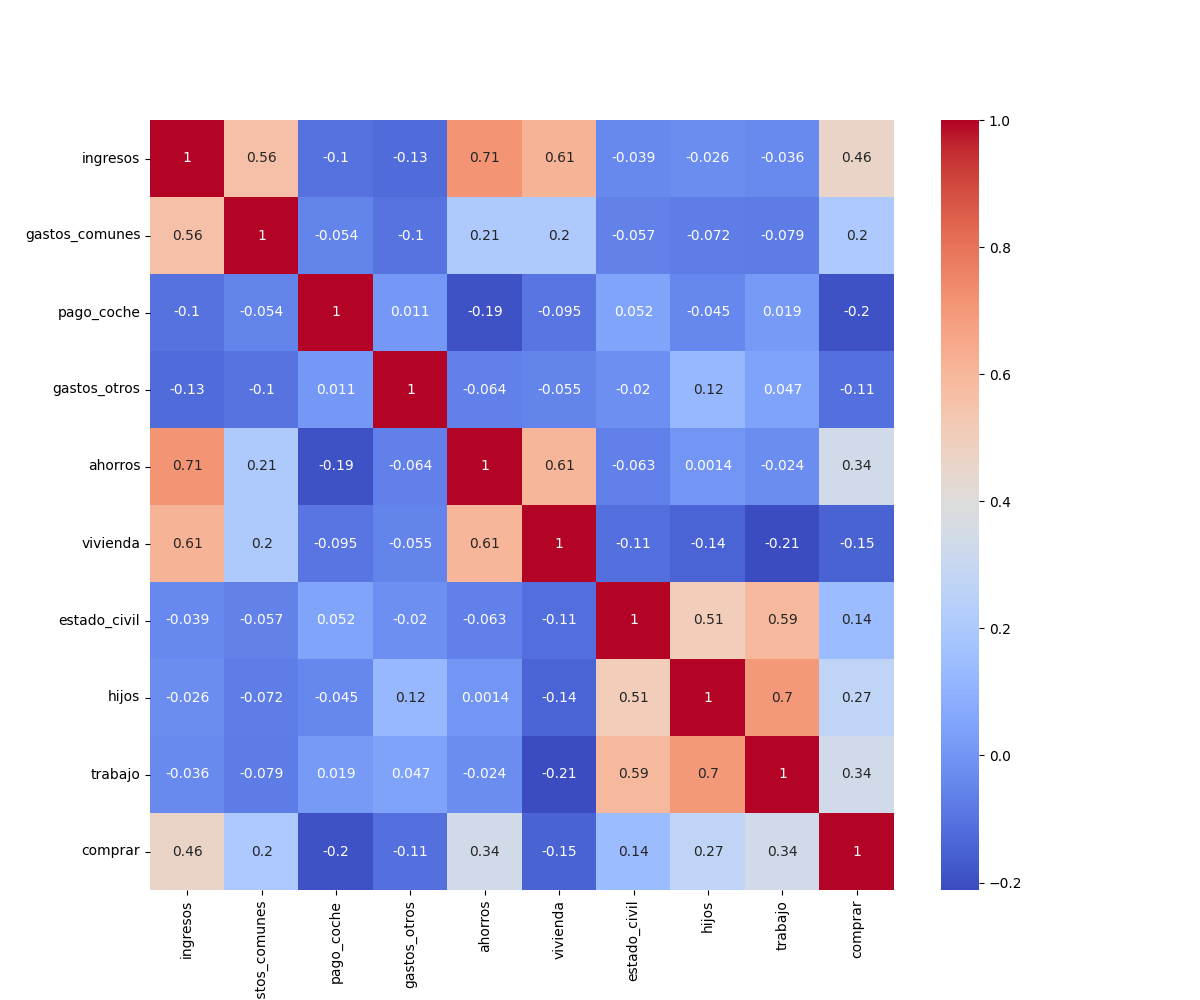 ingresos 1 0.56 -0.1 -0.13 0.71 0.61 -0.039 -0.026 -0.036 0.46
gastos_comunes 0.56 1 -0.054 -0.1 0.21 0.2 -0.057 -0.072 -0.079 0.2
pago_coche -0.1 -0.054 1 0.011 -0.19 -0.095 0.052 -0.045 0.019 -0.2
gastos_otros -0.13 -0.1 0.011 1 -0.064 -0.055 -0.02 0.12 0.047 -0.11
ahorros 0.71 0.21 -0.19 -0.064 1 0.61 -0.063 0.0014 -0.024 0.34
vivienda 0.61 0.2 -0.095 -0.055 0.61 1 -0.11 -0.14 -0.21 -0.15
estado_civil -0.039 -0.057 0.052 -0.02 -0.063 -0.11 1 0.51 0.59 0.14
hijos -0.026 -0.072 -0.045 0.12 0.0014 -0.14 0.51 1 0.7 0.27
trabajo -0.036 -0.079 0.019 0.047 -0.024 -0.21 0.59 0.7 1 0.34
comprar 0.46 0.2 -0.2 -0.11 0.34 -0.15 0.14 0.27 0.34 1
ingresos
stos_comunes
pago_coche
gastos_otros
ahorros
vivienda
estado_civil
hijos
trabajo
comprar
1.0
0.8
0.6
0.4
0.2
0.0
−0.2